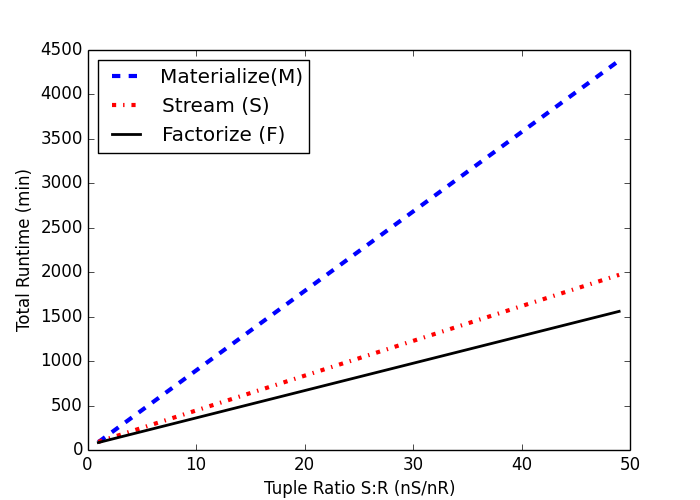 4500
4000
3500
3000
2500
2000
1500
1000
500
0
Total Runtime (min)
Materialize(M)
Stream (S)
Factorize (F)
0 10 20 30 40 50
Tuple Ratio S:R (nS/nR)